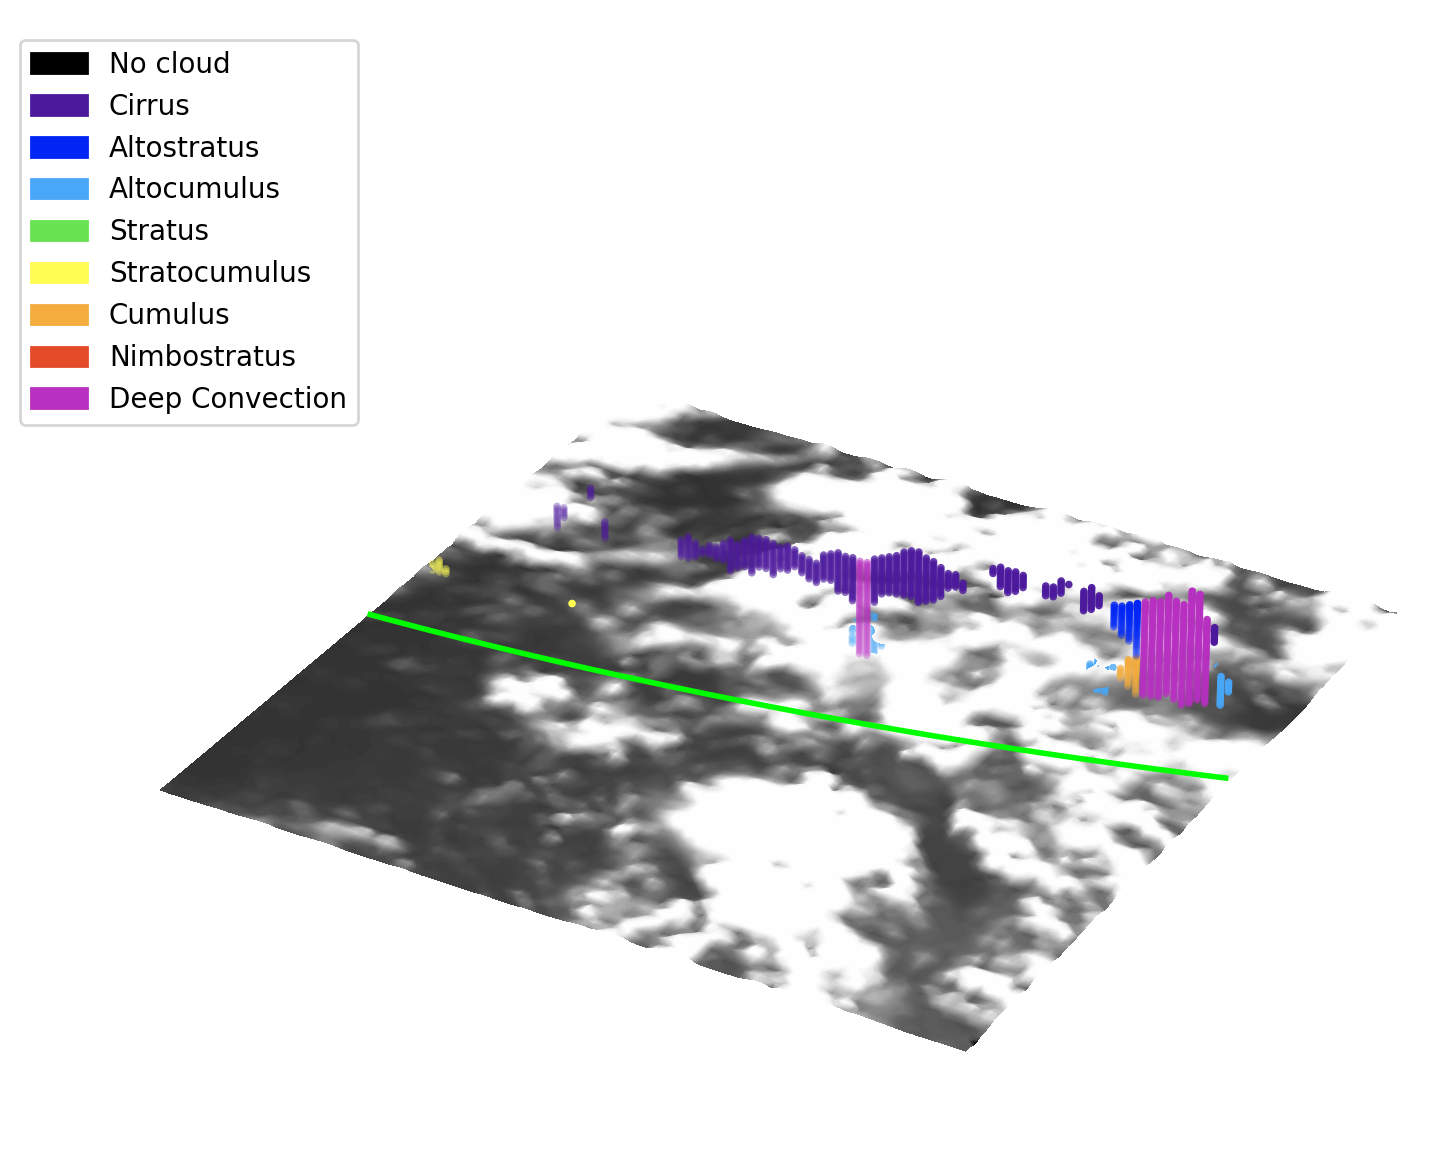 No cloud
Cirrus
Altostratus
Altocumulus
Stratus
Stratocumulus
Cumulus
Nimbostratus
Deep Convection